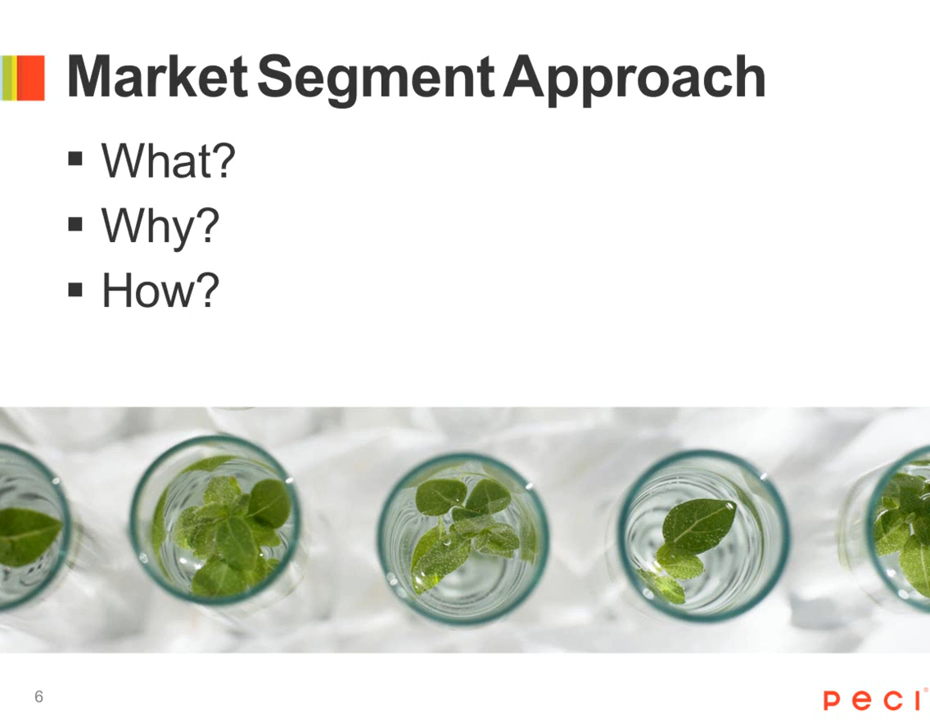 Market Segment Approach
▪ What?
▪ Why?
▪ How?
6
peci®